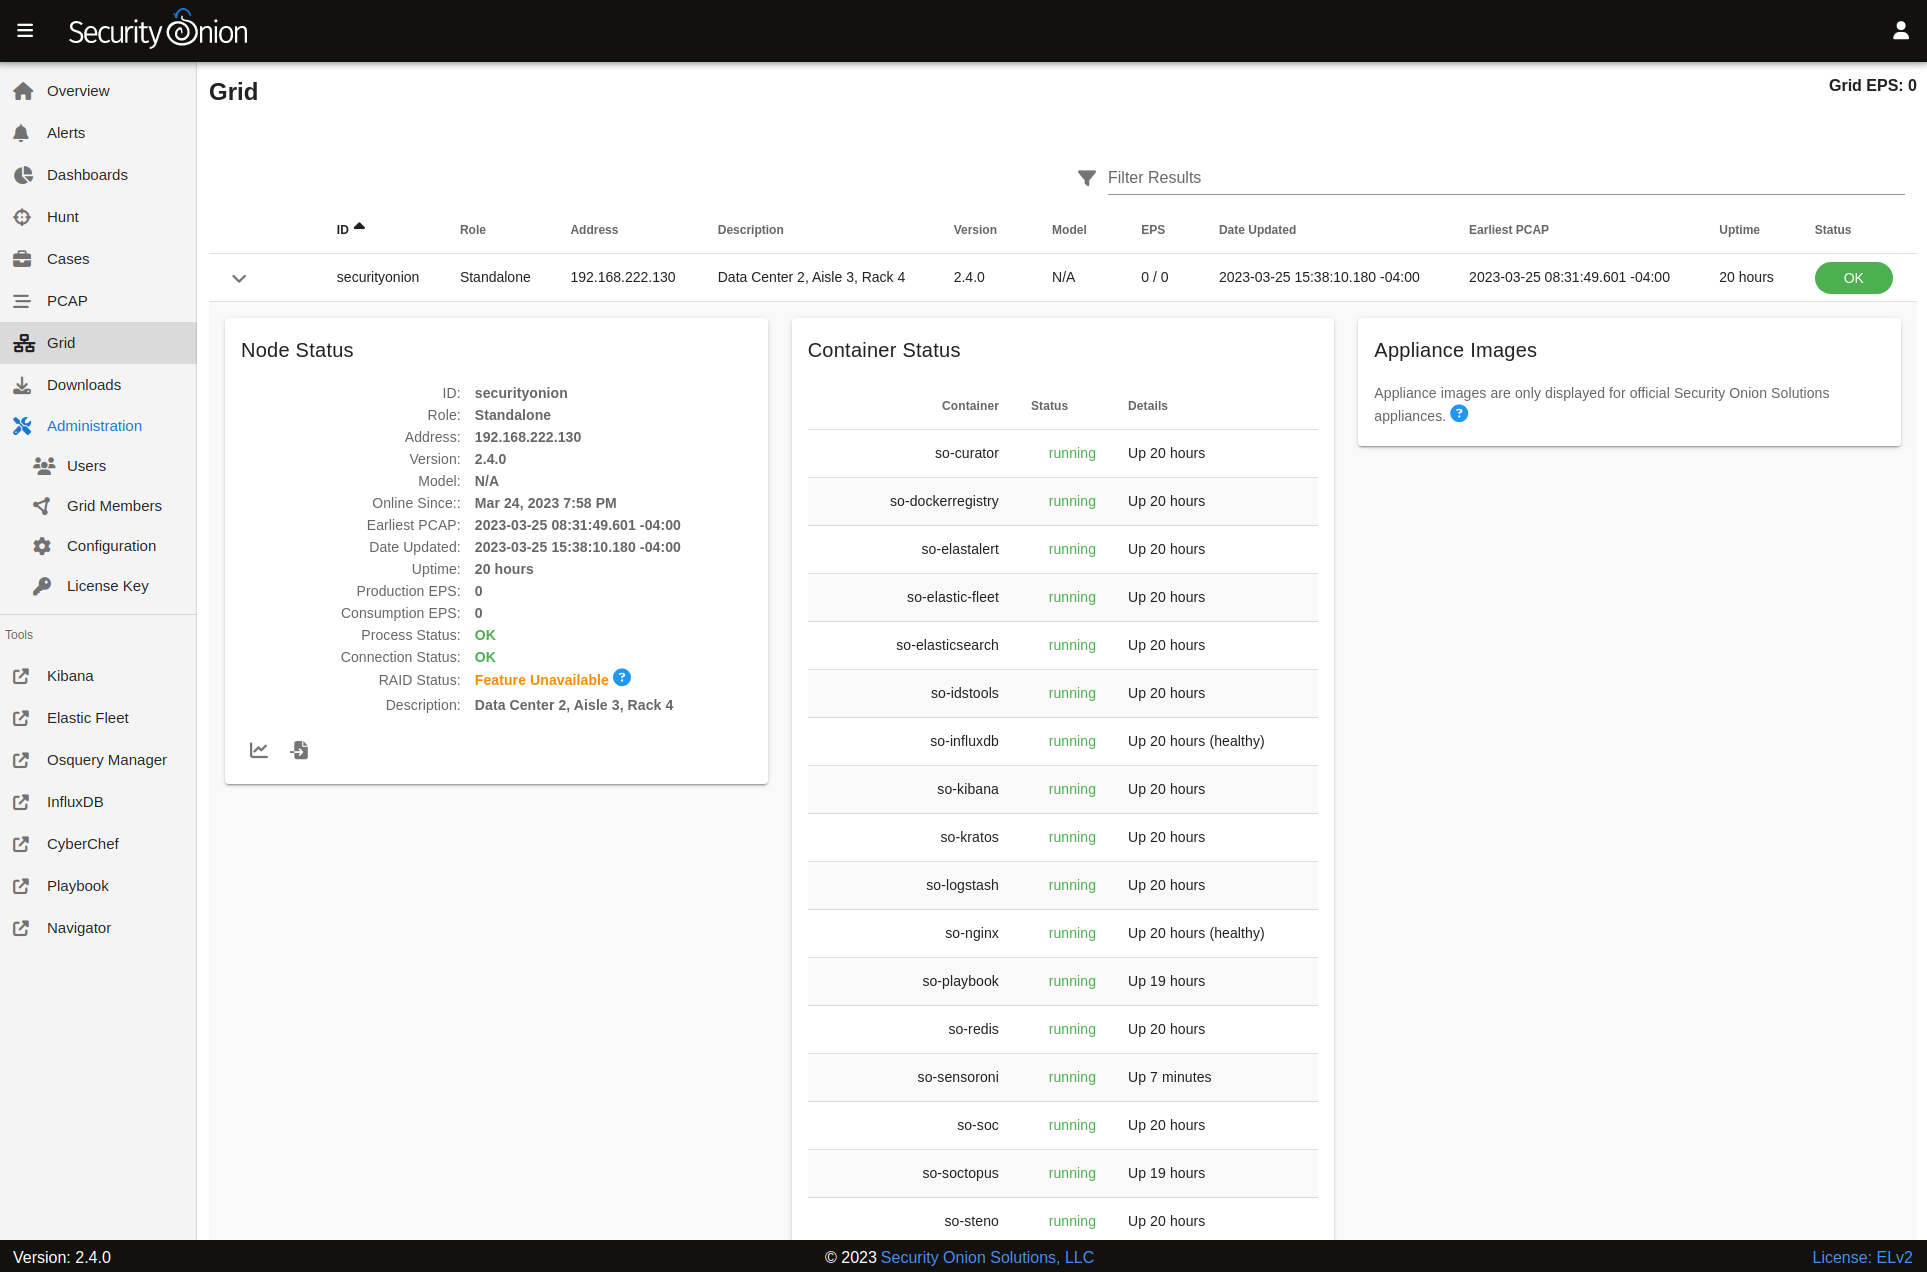 Security Onion
Overview
Alerts
Dashboards
Hunt
Cases
PCAP
Grid
Downloads
Administration
Users
Grid Members
Configuration
License Key
Tools
Kibana
Elastic Fleet
Osquery Manager
InfluxDB
CyberChef
Playbook
Navigator
Grid
Grid EPS: 0
Filter Results
ID Role Address Description Version Model EPS Date Updated Earliest PCAP Uptime Status
securityonion Standalone 192.168.222.130 Data Center 2, Aisle 3, Rack 4 2.4.0 N/A 0 / 0 2023-03-25 15:38:10.180 -04:00 2023-03-25 08:31:49.601 -04:00 20 hours OK
Node Status
ID: securityonion
Role: Standalone
Address: 192.168.222.130
Version: 2.4.0
Model: N/A
Online Since:: Mar 24, 2023 7:58 PM
Earliest PCAP: 2023-03-25 08:31:49.601 -04:00
Date Updated: 2023-03-25 15:38:10.180 -04:00
Uptime: 20 hours
Production EPS: 0
Consumption EPS: 0
Process Status: OK
Connection Status: OK
RAID Status: Feature Unavailable ?
Description: Data Center 2, Aisle 3, Rack 4
Container Status
Container Status Details
so-curator running Up 20 hours
so-dockerregistry running Up 20 hours
so-elastalert running Up 20 hours
so-elastic-fleet running Up 20 hours
so-elasticsearch running Up 20 hours
so-idstools running Up 20 hours
so-influxdb running Up 20 hours (healthy)
so-kibana running Up 20 hours
so-kratos running Up 20 hours
so-logstash running Up 20 hours
so-nginx running Up 20 hours (healthy)
so-playbook running Up 19 hours
so-redis running Up 20 hours
so-sensoroni running Up 7 minutes
so-soc running Up 20 hours
so-soctopus running Up 19 hours
so-steno running Up 20 hours
Appliance Images
Appliance images are only displayed for official Security Onion Solutions
appliances. ?
Version: 2.4.0
© 2023 Security Onion Solutions, LLC
License: ELv2